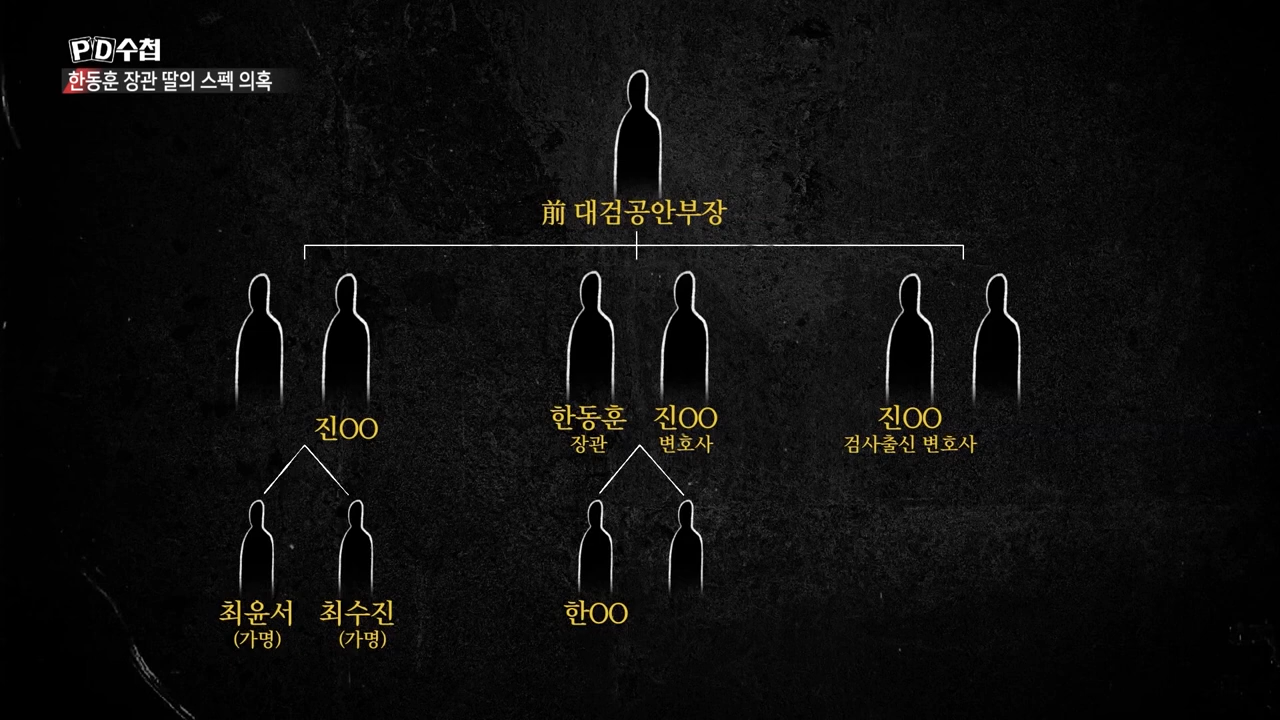 PD수첩
한동훈 장관 딸의 스펙 의혹
前 대검공안부장
진OO
한동훈 진OO
장관 변호사
진OO
검사출신 변호사
최윤서 최수진
(가명) (가명)
한OO